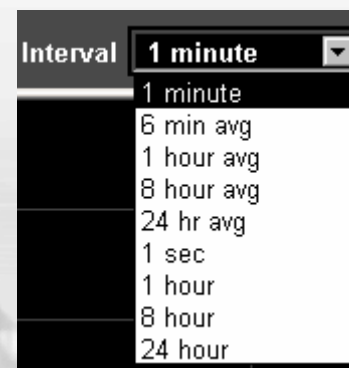 Interval 1 minute
1 minute
6 min avg
1 hour avg
8 hour avg
24 hr avg
1 sec
1 hour
8 hour
24 hour